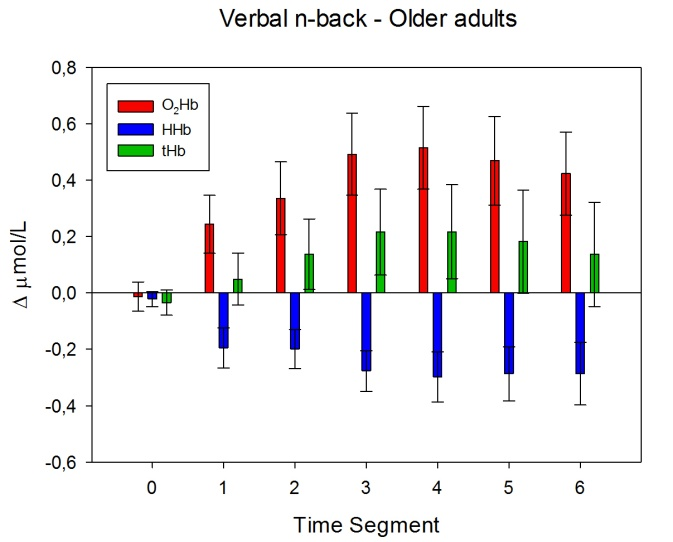 Verbal n-back - Older adults
0,8
0,6
0,4
0,2
0,0
-0,2
-0,4
-0,6
Δ μmol/L
O₂Hb
HHb
tHb
0 1 2 3 4 5 6
Time Segment